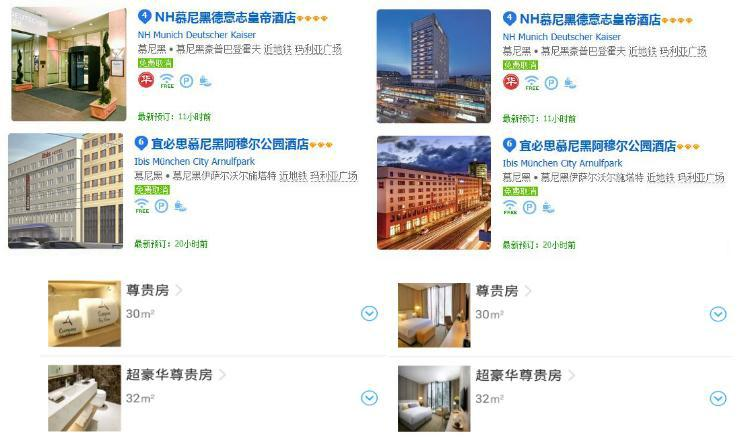 4 NH慕尼黑德意志皇帝酒店
NH Munich Deutscher Kaiser
慕尼黑 • 慕尼黑豪普巴登霍夫 近地铁 玛利亚广场
免费取消
华 FREE P
最新预订：11小时前
4 NH慕尼黑德意志皇帝酒店
NH Munich Deutscher Kaiser
慕尼黑 • 慕尼黑豪普巴登霍夫 近地铁 玛利亚广场
免费取消
华 FREE P
最新预订：11小时前
6 宜必思慕尼黑阿穆尔公园酒店
Ibis München City Arnulfpark
慕尼黑 • 慕尼黑伊萨尔沃尔施塔特 近地铁 玛利亚广场
免费取消
FREE P
最新预订：20小时前
6 宜必思慕尼黑阿穆尔公园酒店
Ibis München City Arnulfpark
慕尼黑 • 慕尼黑伊萨尔沃尔施塔特 近地铁 玛利亚广场
免费取消
FREE P
最新预订：20小时前
尊贵房
30m²
尊贵房
30m²
超豪华尊贵房
32m²
超豪华尊贵房
32m²